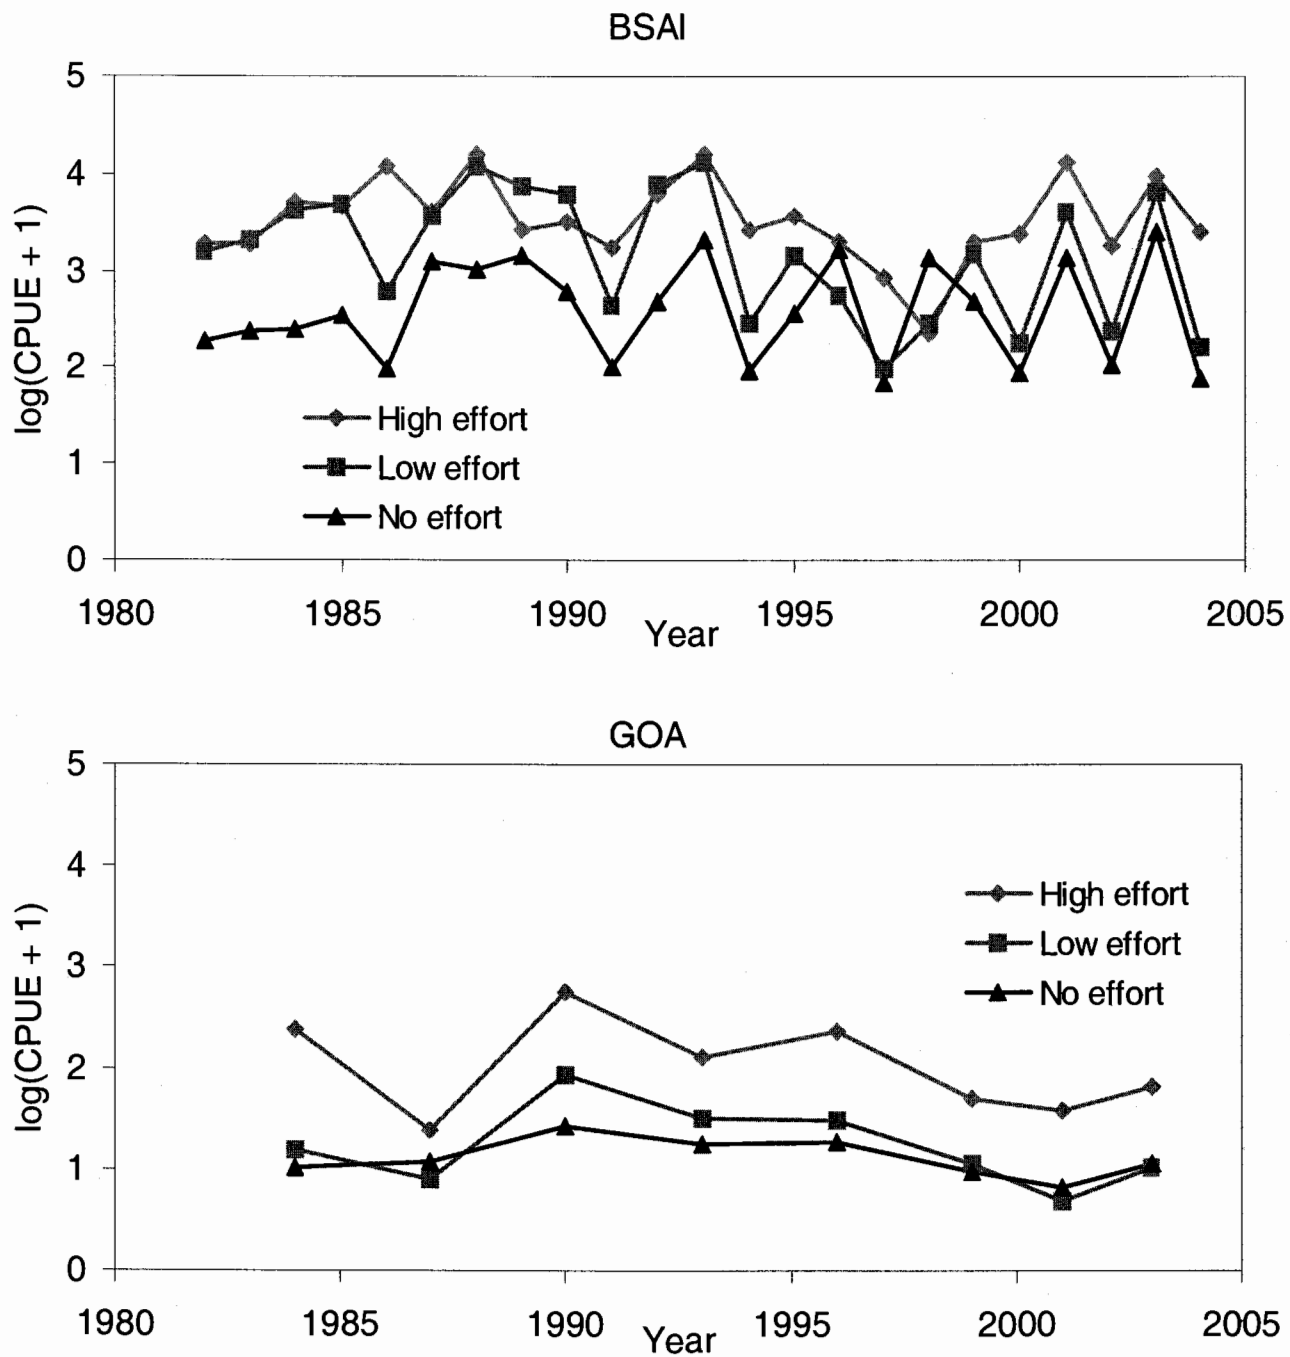 BSAI
5
4
3
2
1
0
log(CPUE + 1)
High effort
Low effort
No effort
1980 1985 1990 1995 2000 2005
Year
GOA
5
4
3
2
1
0
log(CPUE + 1)
High effort
Low effort
No effort
1980 1985 1990 1995 2000 2005
Year